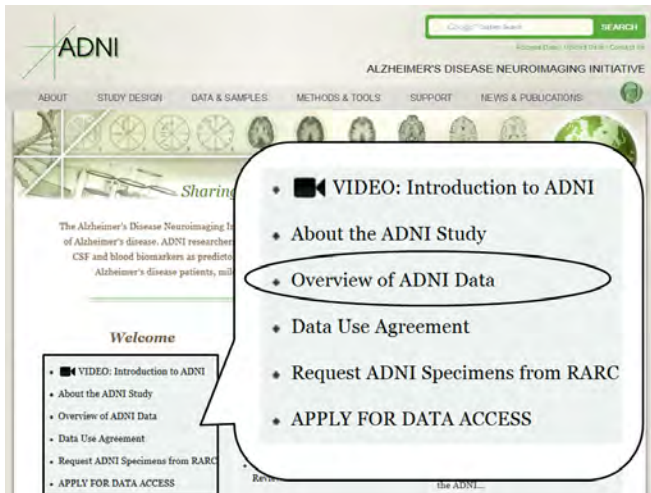 ADNI
SEARCH
ALZHEIMER'S DISEASE NEUROIMAGING INITIATIVE
ABOUT STUDY DESIGN DATA & SAMPLES METHODS & TOOLS SUPPORT NEWS & PUBLICATIONS
Sharing
The Alzheimer's Disease Neuroimaging
of Alzheimer's disease. ADNI researchers
CSF and blood biomarkers as predicto
Alzheimer's disease patients, mil
Welcome
VIDEO: Introduction to ADNI
About the ADNI Study
Overview of ADNI Data
Data Use Agreement
Request ADNI Specimens from RARC
APPLY FOR DATA ACCESS
VIDEO: Introduction to ADNI
About the ADNI Study
Overview of ADNI Data
Data Use Agreement
Request ADNI Specimens from RARC
APPLY FOR DATA ACCESS
Review
the ADNI...